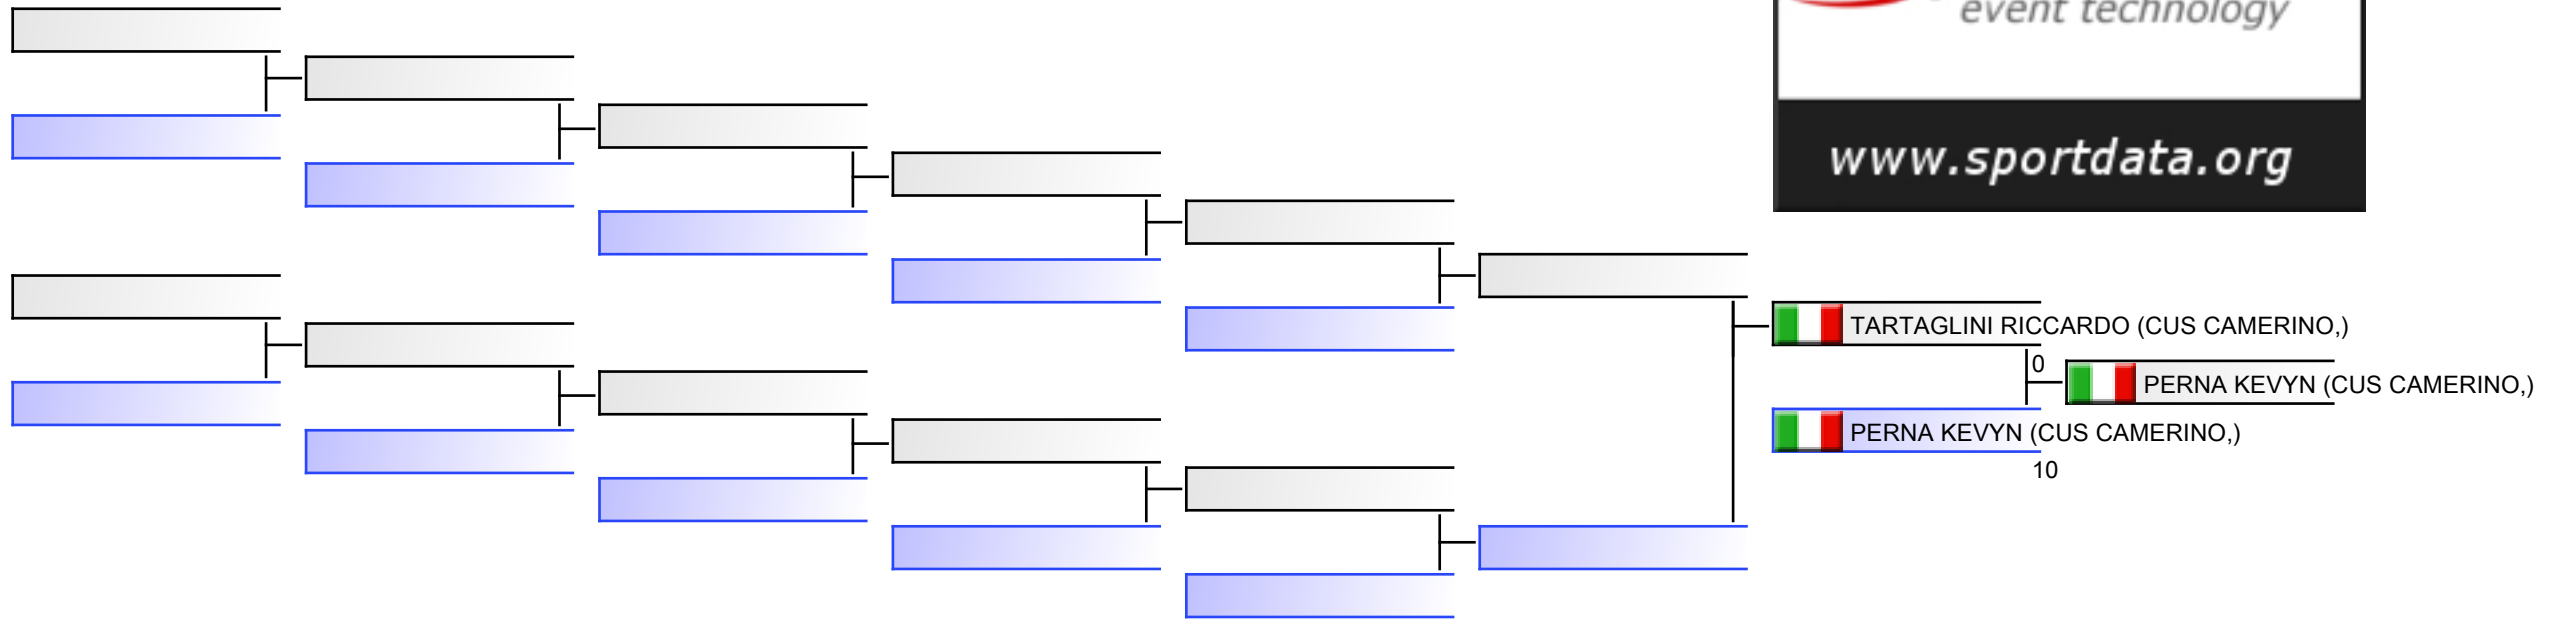 event technology
www.sportdata.org
TARTAGLINI RICCARDO (CUS CAMERINO,)
0
PERNA KEVYN (CUS CAMERINO,)
PERNA KEVYN (CUS CAMERINO,)
10